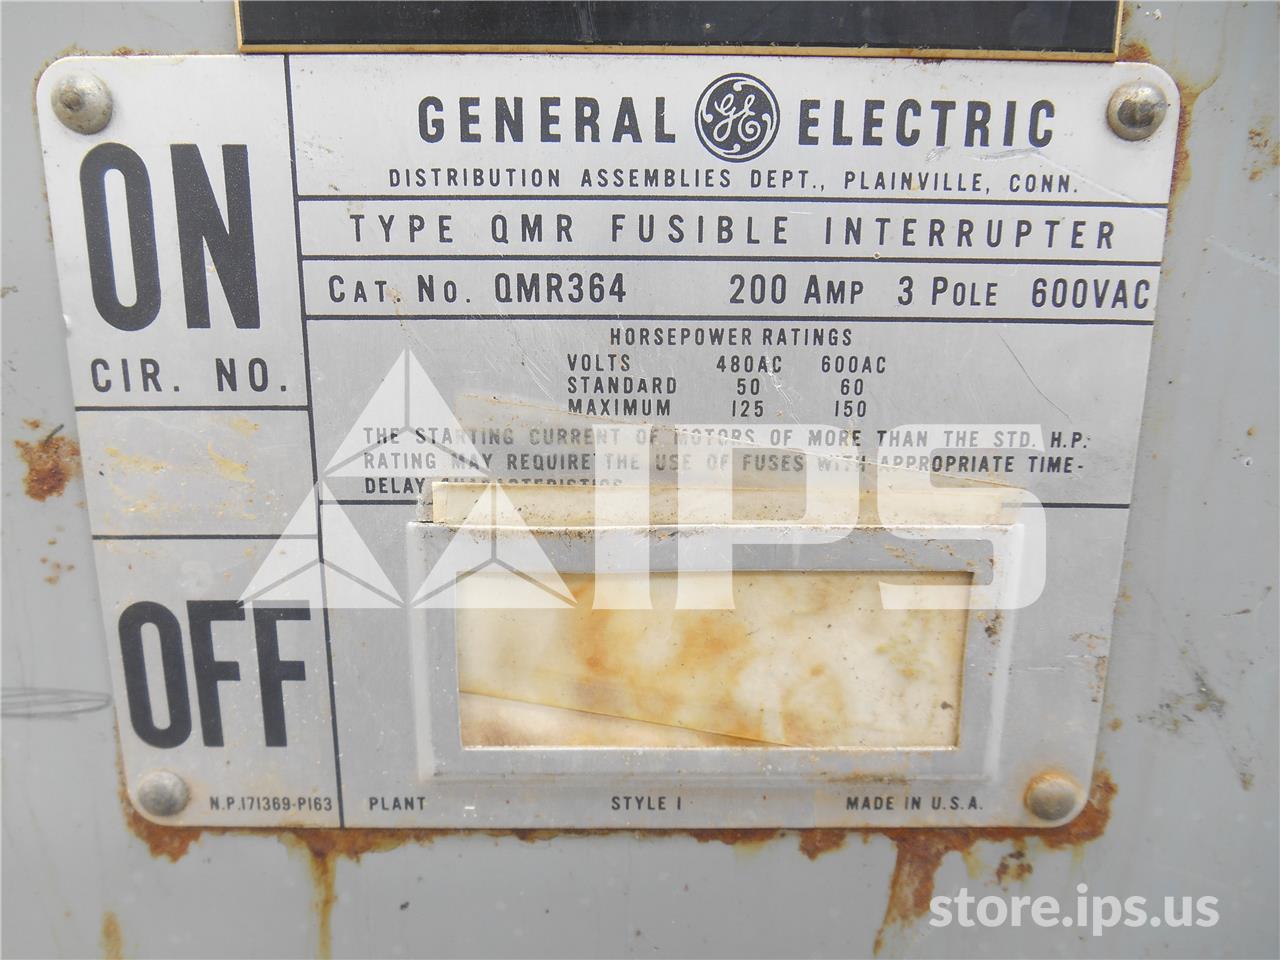 ON
CIR. NO.
OFF
N.P.171369-P163
GENERAL GE ELECTRIC
DISTRIBUTION ASSEMBLIES DEPT., PLAINVILLE, CONN.
TYPE QMR FUSIBLE INTERRUPTER
CAT. NO. QMR364 200 AMP 3 POLE 600VAC
HORSEPOWER RATINGS
VOLTS 480AC 600AC
STANDARD 50 60
MAXIMUM 125 150
THE STARTING CURRENT OF MOTORS OF MORE THAN THE STD. H.P.
RATING MAY REQUIRE THE USE OF FUSES WITH APPROPRIATE TIME-
DELAY CHARACTERISTICS
IPS
PLANT - STYLE I MADE IN U.S.A.
store.ips.us